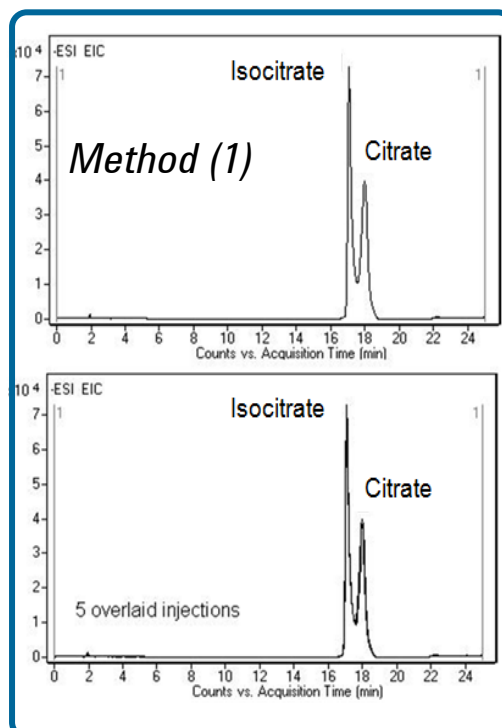 x10 4 -ESI EIC
1 1
Isocitrate
Citrate
Method (1)
7
6
5
4
3
2
1
0
0 2 4 6 8 10 12 14 16 18 20 22 24
Counts vs. Acquisition Time (min)
x10 4 -ESI EIC
1 1
Isocitrate
Citrate
7
6
5
4
3
2
1
0
5 overlaid injections
0 2 4 6 8 10 12 14 16 18 20 22 24
Counts vs. Acquisition Time (min)